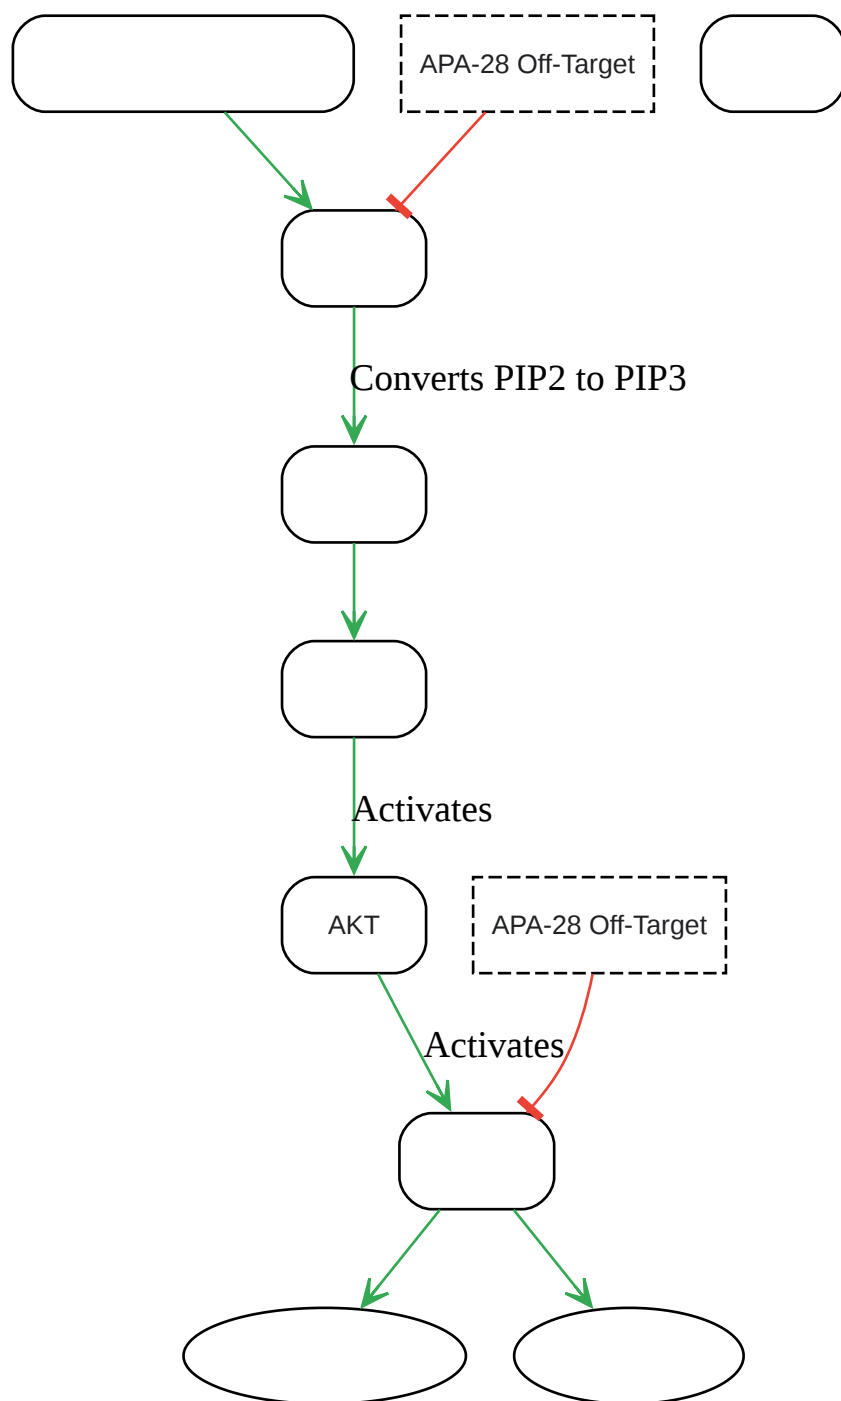 APA-28 Off-Target
Converts PIP2 to PIP3
Activates
AKT
APA-28 Off-Target
Activates